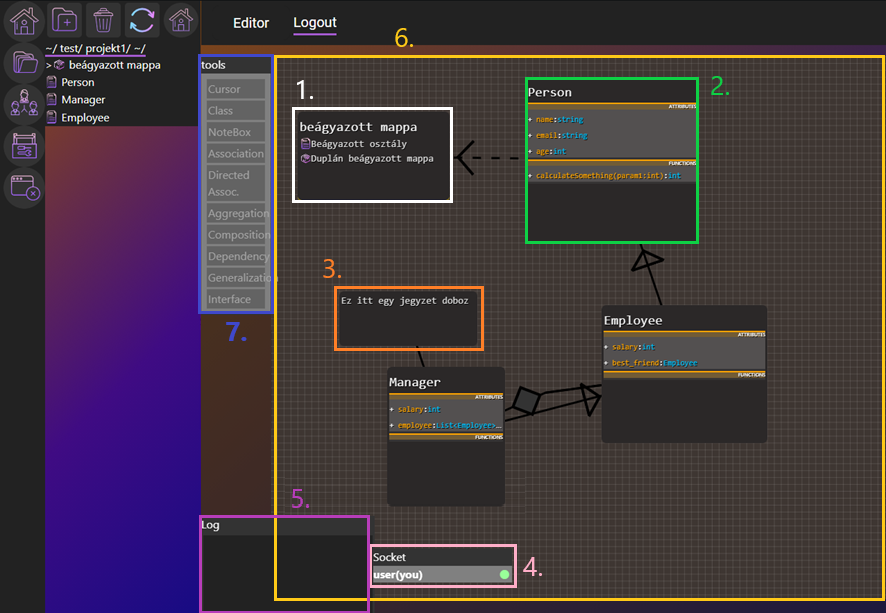 Editor
Logout
6.
~/ test/ projekt1/ ~/
> beágyazott mappa
Person
Manager
Employee
tools
Cursor
Class
NoteBox
Association
Directed
Assoc.
Aggregation
Composition
Dependency
Generalizatio
Interface
7.
1.
beágyazott mappa
Beágyazott osztály
Duplán beágyazott mappa
2.
Person
ATTRIBUTES
+ name:string
+ email:string
+ age:int
FUNCTIONS
+ calculateSomething(param1:int):int
3.
Ez itt egy jegyzet doboz
Employee
ATTRIBUTES
+ salary:int
+ best_friend:Employee
FUNCTIONS
Manager
ATTRIBUTES
+ salary:int
+ employee:List<Employee>...
FUNCTIONS
5.
Log
4.
Socket
user(you)